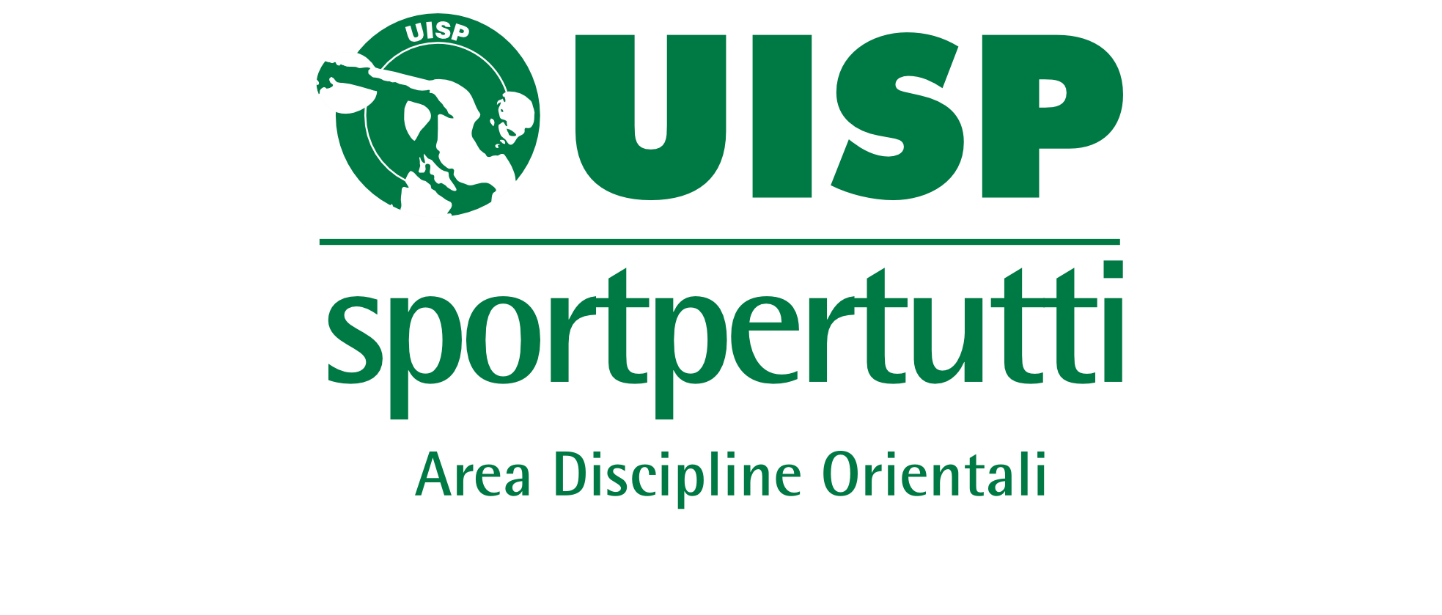 UISP
UISP
sportpertutti
Area Discipline Orientali